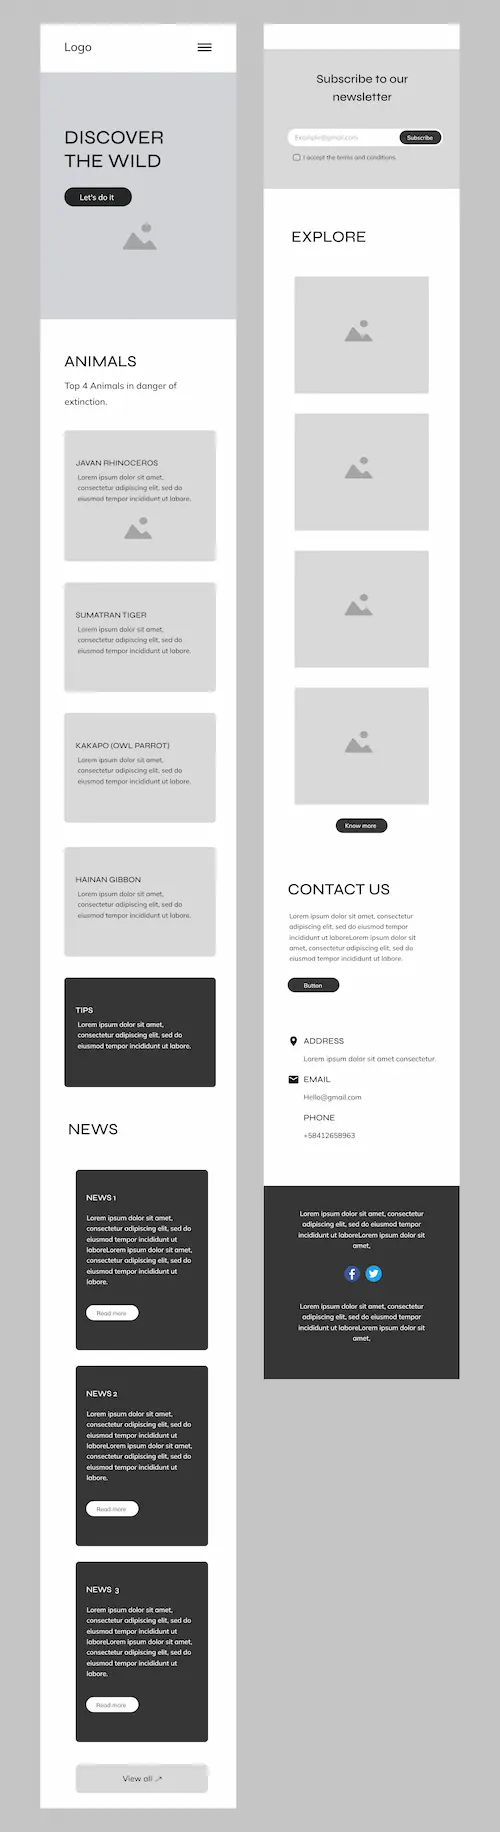 Logo
DISCOVER
THE WILD
Let's do it
ANIMALS
Top 4 Animals in danger of
extinction.
JAVAN RHINOCEROS
Lorem ipsum dolor sit amet,
consectetur adipiscing elit, sed do
eiusmod tempor incididunt ut labore.
SUMATRAN TIGER
Lorem ipsum dolor sit amet,
consectetur adipiscing elit, sed do
eiusmod tempor incididunt ut labore.
KAKAPO (OWL PARROT)
Lorem ipsum dolor sit amet,
consectetur adipiscing elit, sed do
eiusmod tempor incididunt ut labore.
HAINAN GIBBON
Lorem ipsum dolor sit amet,
consectetur adipiscing elit, sed do
eiusmod tempor incididunt ut labore.
TIPS
Lorem ipsum dolor sit amet,
consectetur adipiscing elit, sed do
eiusmod tempor incididunt ut labore.
NEWS
NEWS 1
Lorem ipsum dolor sit amet,
consectetur adipiscing elit, sed do
eiusmod tempor incididunt ut
laboreLorem ipsum dolor sit amet,
consectetur adipiscing elit, sed do
eiusmod tempor incididunt ut
labore.
Read more
NEWS 2
Lorem ipsum dolor sit amet,
consectetur adipiscing elit, sed do
eiusmod tempor incididunt ut
laboreLorem ipsum dolor sit amet,
consectetur adipiscing elit, sed do
eiusmod tempor incididunt ut
labore.
Read more
NEWS 3
Lorem ipsum dolor sit amet,
consectetur adipiscing elit, sed do
eiusmod tempor incididunt ut
laboreLorem ipsum dolor sit amet,
consectetur adipiscing elit, sed do
eiusmod tempor incididunt ut
labore.
Read more
View all
Subscribe to our
newsletter
Example@gmail.com
Subscribe
I accept the terms and conditions.
EXPLORE
Know more
CONTACT US
Lorem ipsum dolor sit amet, consectetur
adipiscing elit, sed do eiusmod tempor
incididunt ut laboreLorem ipsum dolor sit
amet, consectetur adipiscing elit, sed do
eiusmod tempor incididunt ut labore.
Button
ADDRESS
Lorem ipsum dolor sit amet consectetur.
EMAIL
Hello@gmail.com
PHONE
+58412658963
Lorem ipsum dolor sit amet, consectetur
adipiscing elit, sed do eiusmod tempor
incididunt ut laboreLorem ipsum dolor sit
amet,
Lorem ipsum dolor sit amet, consectetur
adipiscing elit, sed do eiusmod tempor
incididunt ut laboreLorem ipsum dolor sit
amet,